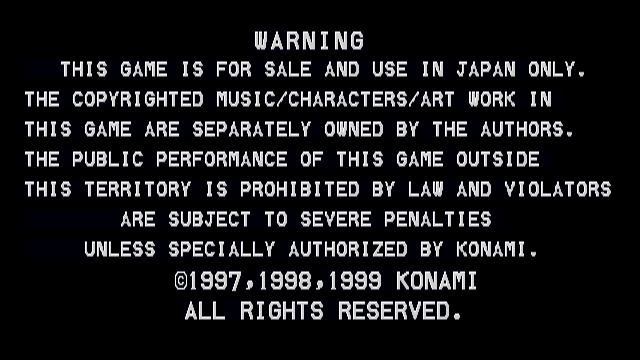 WARNING
THIS GAME IS FOR SALE AND USE IN JAPAN ONLY.
THE COPYRIGHTED MUSIC/CHARACTERS/ART WORK IN
THIS GAME ARE SEPARATELY OWNED BY THE AUTHORS.
THE PUBLIC PERFORMANCE OF THIS GAME OUTSIDE
THIS TERRITORY IS PROHIBITED BY LAW AND VIOLATORS
ARE SUBJECT TO SEVERE PENALTIES
UNLESS SPECIALLY AUTHORIZED BY KONAMI.
©1997,1998,1999 KONAMI
ALL RIGHTS RESERVED.